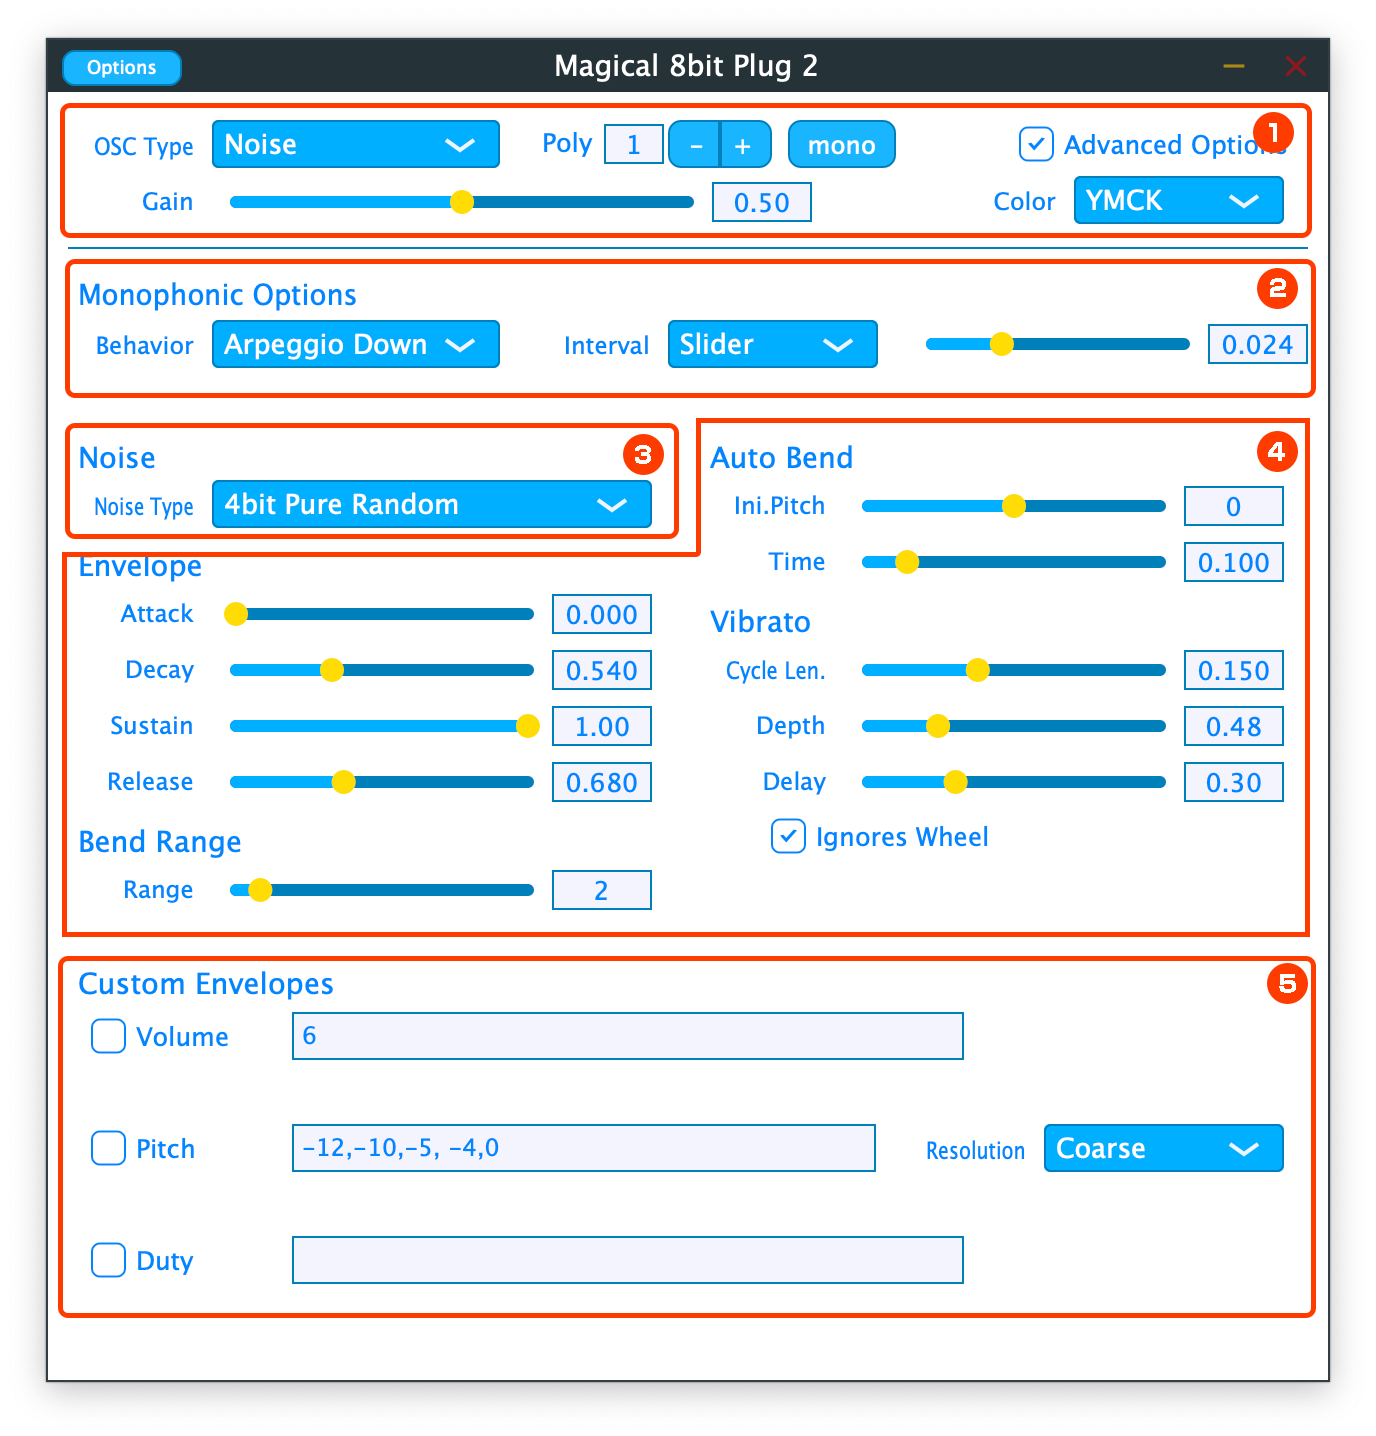 Options
Magical 8bit Plug 2
1
OSC Type Noise Poly 1 - + mono Advanced Options
Gain 0.50 Color YMCK
2
Monophonic Options
Behavior Arpeggio Down Interval Slider 0.024
3
Noise
Noise Type 4bit Pure Random
Envelope
Attack 0.000
Decay 0.540
Sustain 1.00
Release 0.680
Bend Range
Range 2
4
Auto Bend
Ini.Pitch 0
Time 0.100
Vibrato
Cycle Len. 0.150
Depth 0.48
Delay 0.30
Ignores Wheel
5
Custom Envelopes
Volume 6
Pitch -12,-10,-5, -4,0 Resolution Coarse
Duty